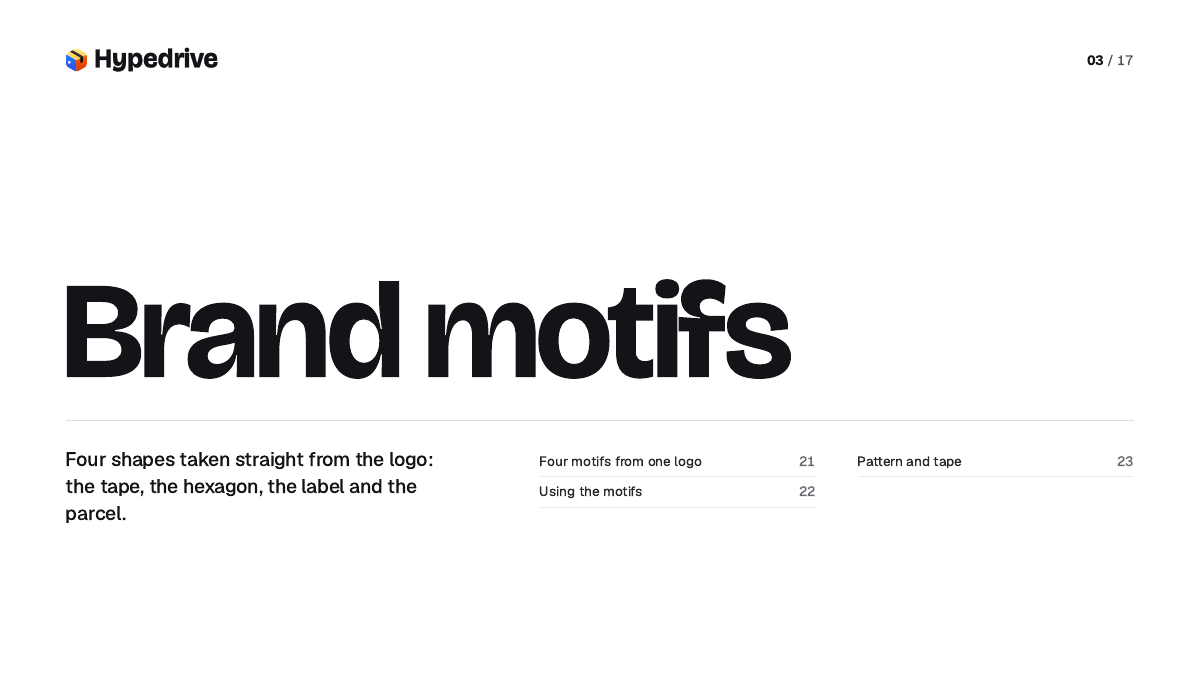 Hypedrive
03 / 17
Brand motifs
Four shapes taken straight from the logo:
the tape, the hexagon, the label and the
parcel.
Four motifs from one logo 21
Using the motifs 22
Pattern and tape 23